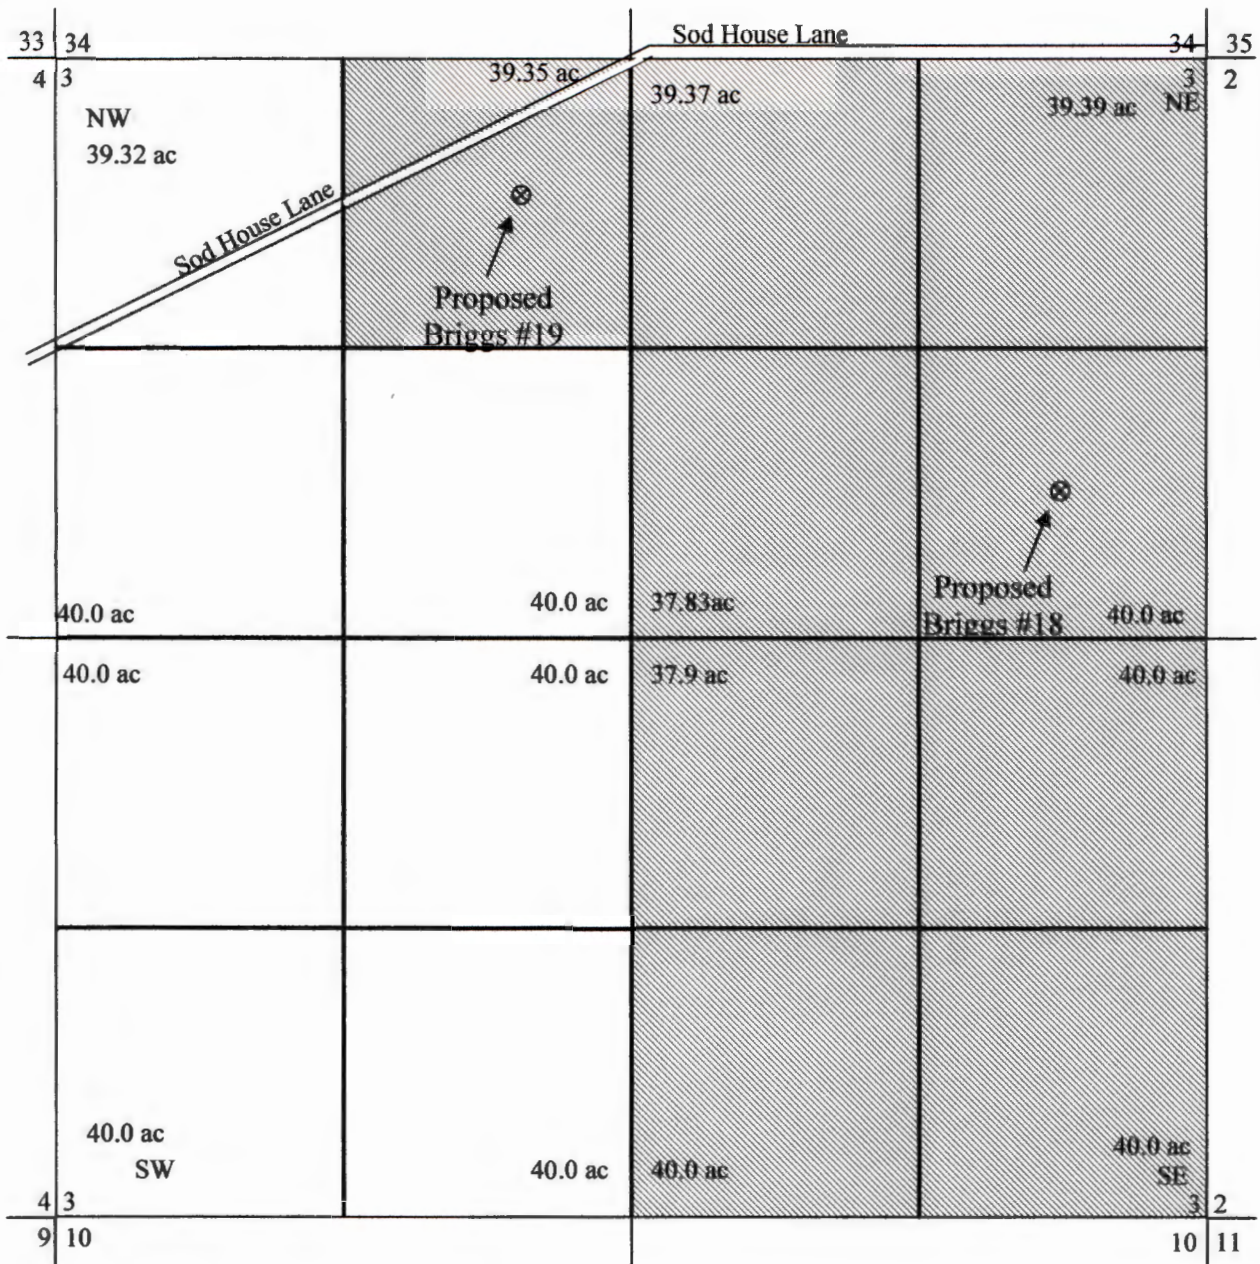 Sod House Lane
33 34
34 35
4 3
3 2
NW
39.32 ac
39.35 ac
39.37 ac
39.39 ac
NE
Sod House Lane
Proposed
Briggs #19
Proposed
Briggs #18
40.0 ac
40.0 ac
37.83ac
40.0 ac
40.0 ac
40.0 ac
37.9 ac
40.0 ac
40.0 ac
SW
40.0 ac
40.0 ac
40.0 ac
SE
4 3
3 2
9 10
10 11